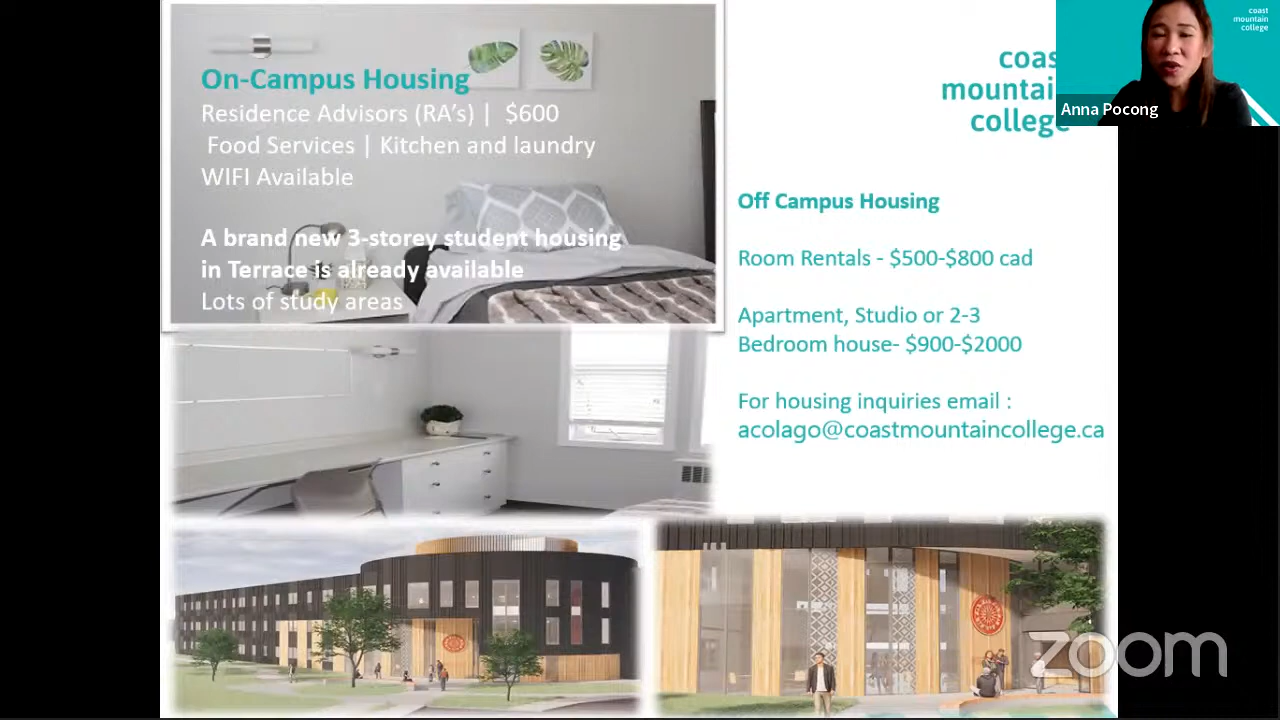 On-Campus Housing
Residence Advisors (RA's) | $600
Food Services | Kitchen and laundry
WIFI Available
A brand new 3-storey student housing
in Terrace is already available
Lots of study areas
coas
mountai
college
coast
mountain
college
Anna Pocong
Off Campus Housing
Room Rentals - $500-$800 cad
Apartment, Studio or 2-3
Bedroom house- $900-$2000
For housing inquiries email :
acolago@coastmountaincollege.ca
zoom